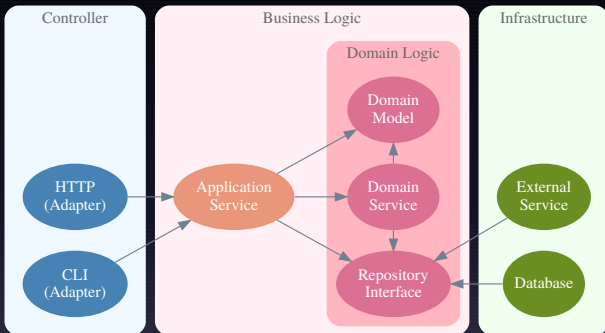 Controller
Business Logic
Infrastructure
Domain Logic
Domain
Model
HTTP
(Adapter)
Application
Service
Domain
Service
External
Service
CLI
(Adapter)
Repository
Interface
Database